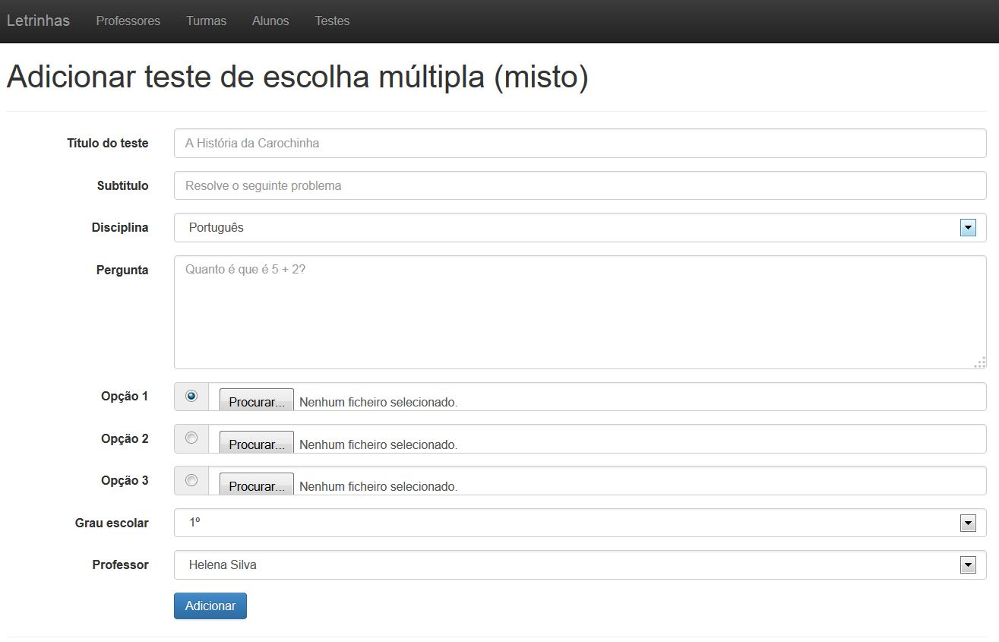 Letrinhas Professores Turmas Alunos Testes
Adicionar teste de escolha múltipla (misto)
Título do teste A História da Carochinha
Subtítulo Resolve o seguinte problema
Disciplina Português
Pergunta Quanto é que é 5 + 2?
Opção 1 Procurar... Nenhum ficheiro selecionado.
Opção 2 Procurar... Nenhum ficheiro selecionado.
Opção 3 Procurar... Nenhum ficheiro selecionado.
Grau escolar 1º
Professor Helena Silva
Adicionar